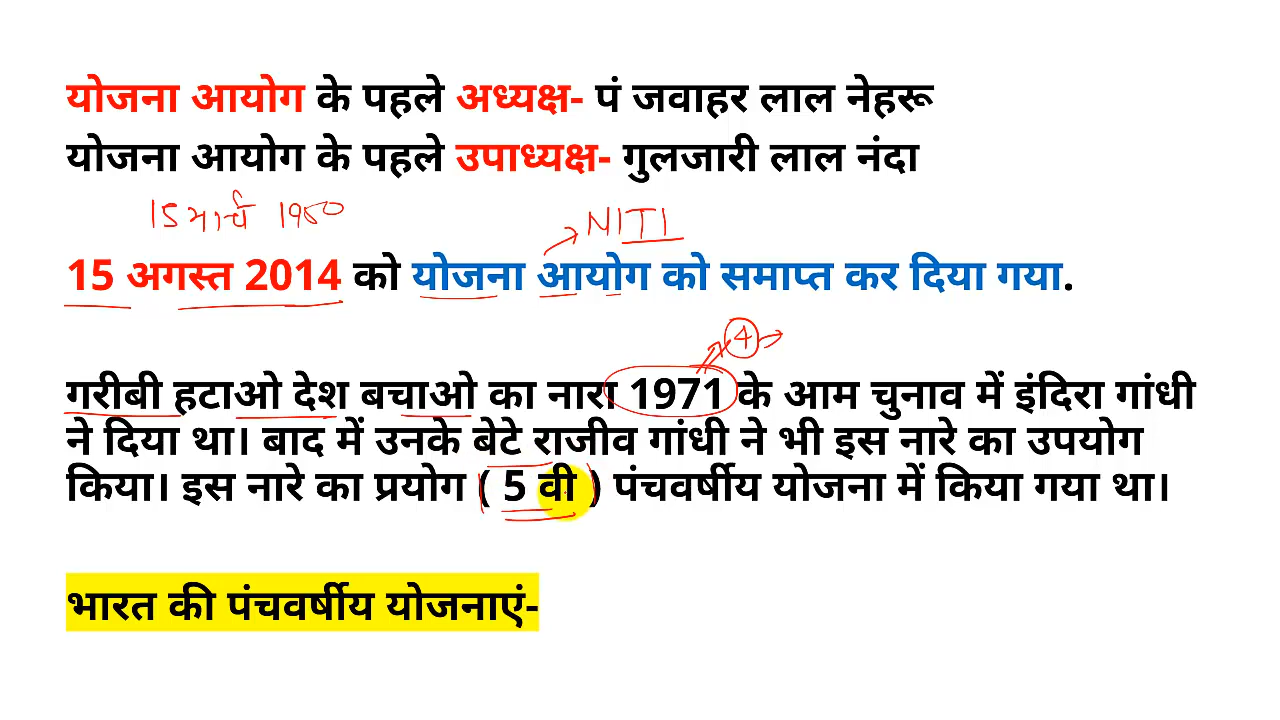 योजना आयोग के पहले अध्यक्ष- पं जवाहर लाल नेहरू
योजना आयोग के पहले उपाध्यक्ष- गुलजारी लाल नंदा
15 मार्च 1950
NITI
15 अगस्त 2014 को योजना आयोग को समाप्त कर दिया गया.
4
गरीबी हटाओ देश बचाओ का नारा 1971 के आम चुनाव में इंदिरा गांधी
ने दिया था। बाद में उनके बेटे राजीव गांधी ने भी इस नारे का उपयोग
किया। इस नारे का प्रयोग ( 5 वी ) पंचवर्षीय योजना में किया गया था।
भारत की पंचवर्षीय योजनाएं-